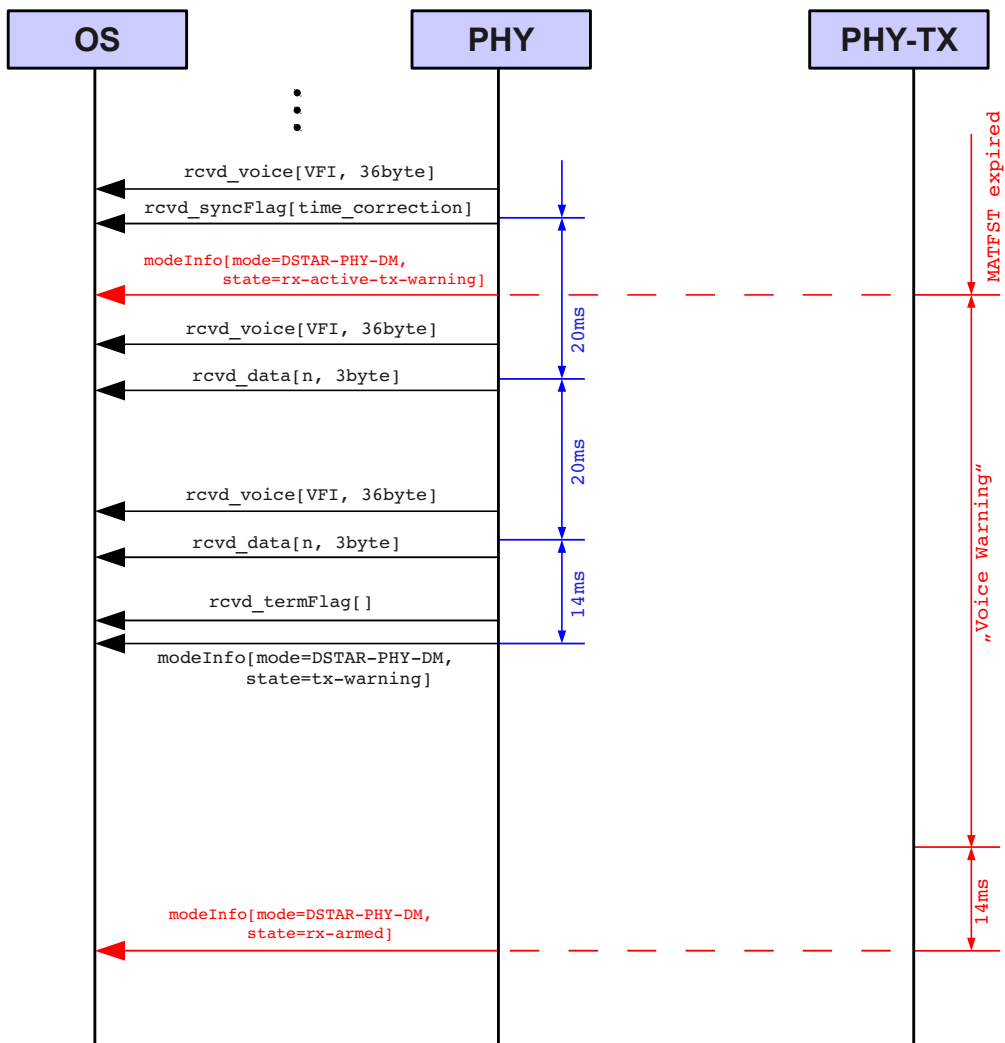 OS
PHY
PHY-TX
MATFST expired
rcvd_voice[VFI, 36byte]
rcvd_syncFlag[time_correction]
modeInfo[mode=DSTAR-PHY-DM,
state=rx-active-tx-warning]
rcvd_voice[VFI, 36byte]
20ms
rcvd_data[n, 3byte]
20ms
rcvd_voice[VFI, 36byte]
rcvd_data[n, 3byte]
„Voice Warning“
14ms
rcvd_termFlag[]
modeInfo[mode=DSTAR-PHY-DM,
state=tx-warning]
14ms
modeInfo[mode=DSTAR-PHY-DM,
state=rx-armed]